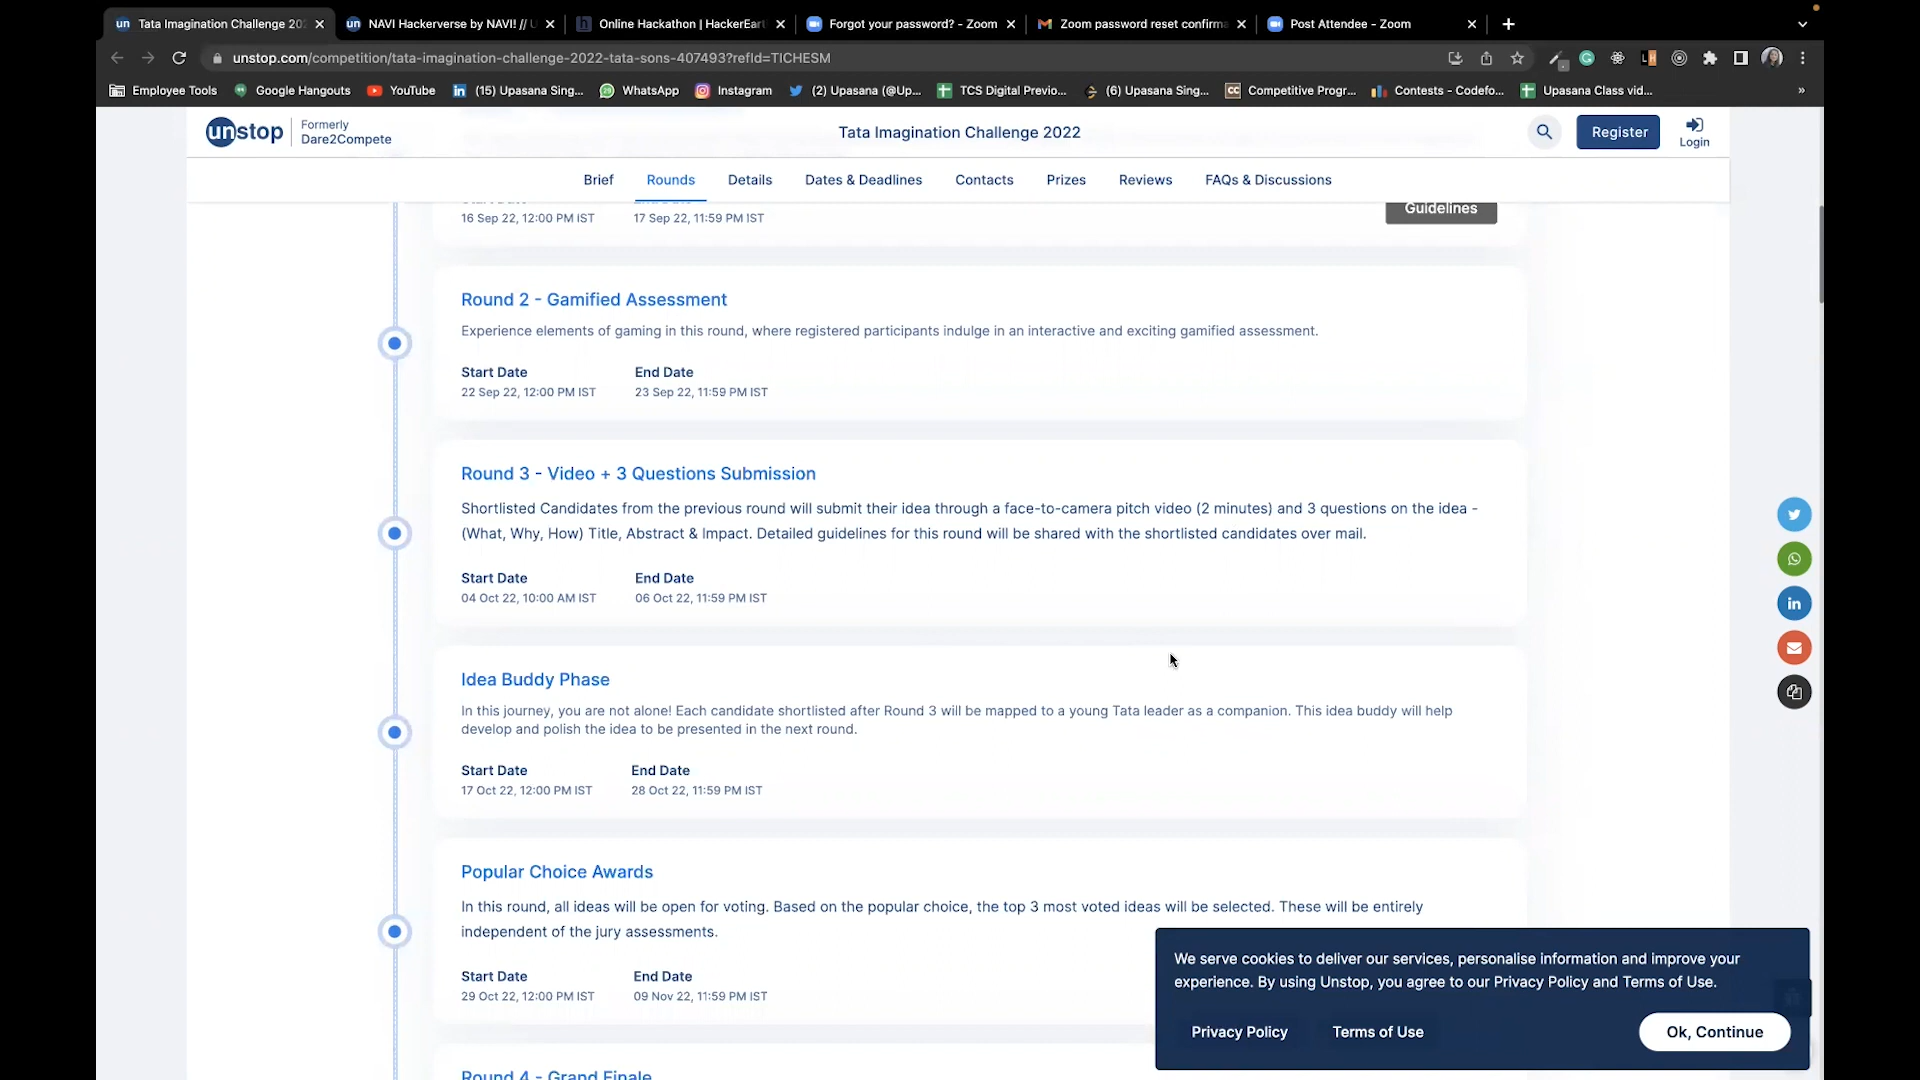 Tata Imagination Challenge 20
NAVI Hackerverse by NAVI! // U
Online Hackathon | HackerEar
Forgot your password? - Zoom
Zoom password reset confirma
Post Attendee - Zoom
unstop.com/competition/tata-imagination-challenge-2022-tata-sons-407493?refId=TICHESM
Employee Tools
Google Hangouts
YouTube
(15) Upasana Sing...
WhatsApp
Instagram
(2) Upasana (@Up...
TCS Digital Previo...
(6) Upasana Sing...
Competitive Progr...
Contests - Codefo...
Upasana Class vid...
»
unstop
Formerly
Dare2Compete
Tata Imagination Challenge 2022
Register
Login
Brief
Rounds
Details
Dates & Deadlines
Contacts
Prizes
Reviews
FAQs & Discussions
16 Sep 22, 12:00 PM IST
17 Sep 22, 11:59 PM IST
Guidelines
Round 2 - Gamified Assessment
Experience elements of gaming in this round, where registered participants indulge in an interactive and exciting gamified assessment.
Start Date
End Date
22 Sep 22, 12:00 PM IST
23 Sep 22, 11:59 PM IST
Round 3 - Video + 3 Questions Submission
Shortlisted Candidates from the previous round will submit their idea through a face-to-camera pitch video (2 minutes) and 3 questions on the idea -
(What, Why, How) Title, Abstract & Impact. Detailed guidelines for this round will be shared with the shortlisted candidates over mail.
Start Date
End Date
04 Oct 22, 10:00 AM IST
06 Oct 22, 11:59 PM IST
Idea Buddy Phase
In this journey, you are not alone! Each candidate shortlisted after Round 3 will be mapped to a young Tata leader as a companion. This idea buddy will help
develop and polish the idea to be presented in the next round.
Start Date
End Date
17 Oct 22, 12:00 PM IST
28 Oct 22, 11:59 PM IST
Popular Choice Awards
In this round, all ideas will be open for voting. Based on the popular choice, the top 3 most voted ideas will be selected. These will be entirely
independent of the jury assessments.
Start Date
End Date
29 Oct 22, 12:00 PM IST
09 Nov 22, 11:59 PM IST
Round 4 - Grand Finale
We serve cookies to deliver our services, personalise information and improve your
experience. By using Unstop, you agree to our Privacy Policy and Terms of Use.
Privacy Policy
Terms of Use
Ok, Continue